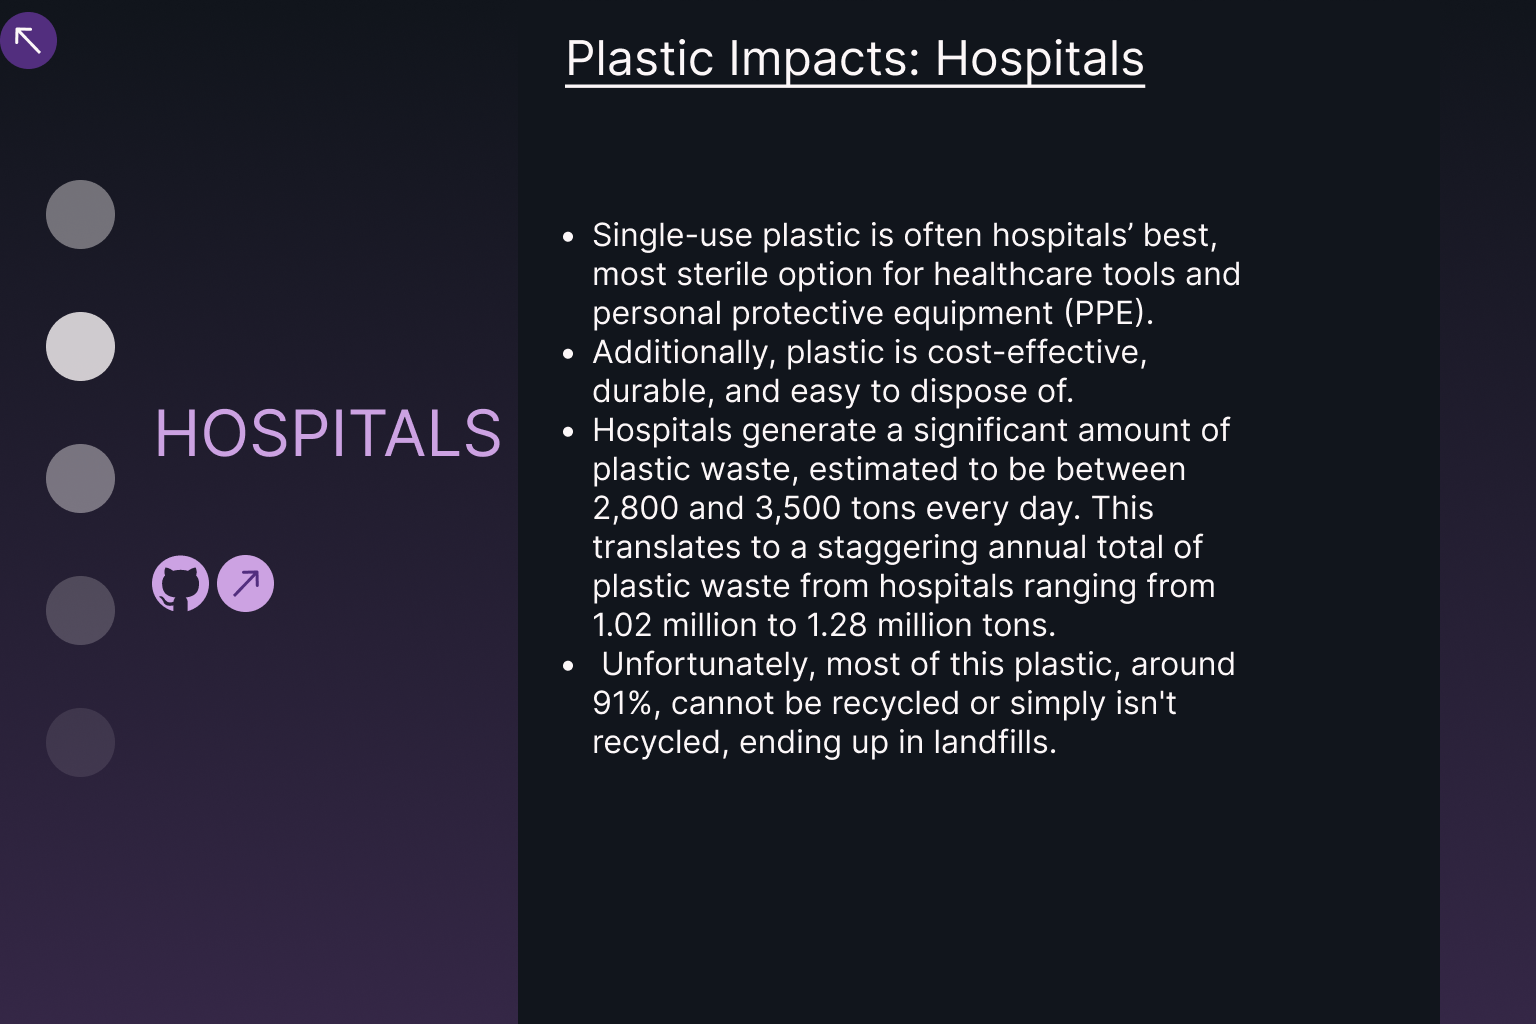 Plastic Impacts: Hospitals
HOSPITALS
• Single-use plastic is often hospitals’ best,
most sterile option for healthcare tools and
personal protective equipment (PPE).
• Additionally, plastic is cost-effective,
durable, and easy to dispose of.
• Hospitals generate a significant amount of
plastic waste, estimated to be between
2,800 and 3,500 tons every day. This
translates to a staggering annual total of
plastic waste from hospitals ranging from
1.02 million to 1.28 million tons.
• Unfortunately, most of this plastic, around
91%, cannot be recycled or simply isn't
recycled, ending up in landfills.